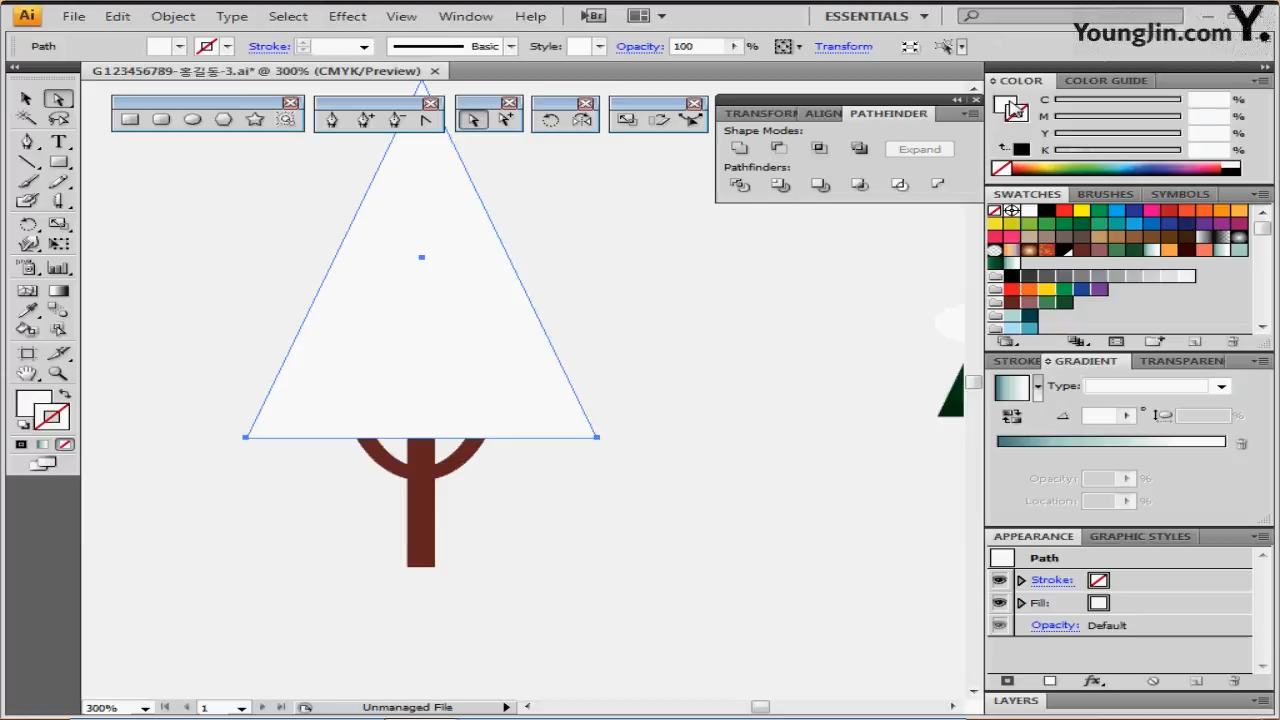 Ai File Edit Object Type Select Effect View Window Help Br ESSENTIALS
YoungJin.com Y.
Path Stroke: Basic Style: Opacity: 100 % Transform
G123456789-홍길동-3.ai* @ 300% (CMYK/Preview)
COLOR COLOR GUIDE
C %
M %
Y %
K %
TRANSFORM ALIGN PATHFINDER
Shape Modes:
Expand
Pathfinders:
SWATCHES BRUSHES SYMBOLS
STROKE GRADIENT TRANSPAREN
Type:
%
Opacity: %
Location: %
APPEARANCE GRAPHIC STYLES
Path
Stroke:
Fill:
Opacity: Default
LAYERS
300% 1 Unmanaged File